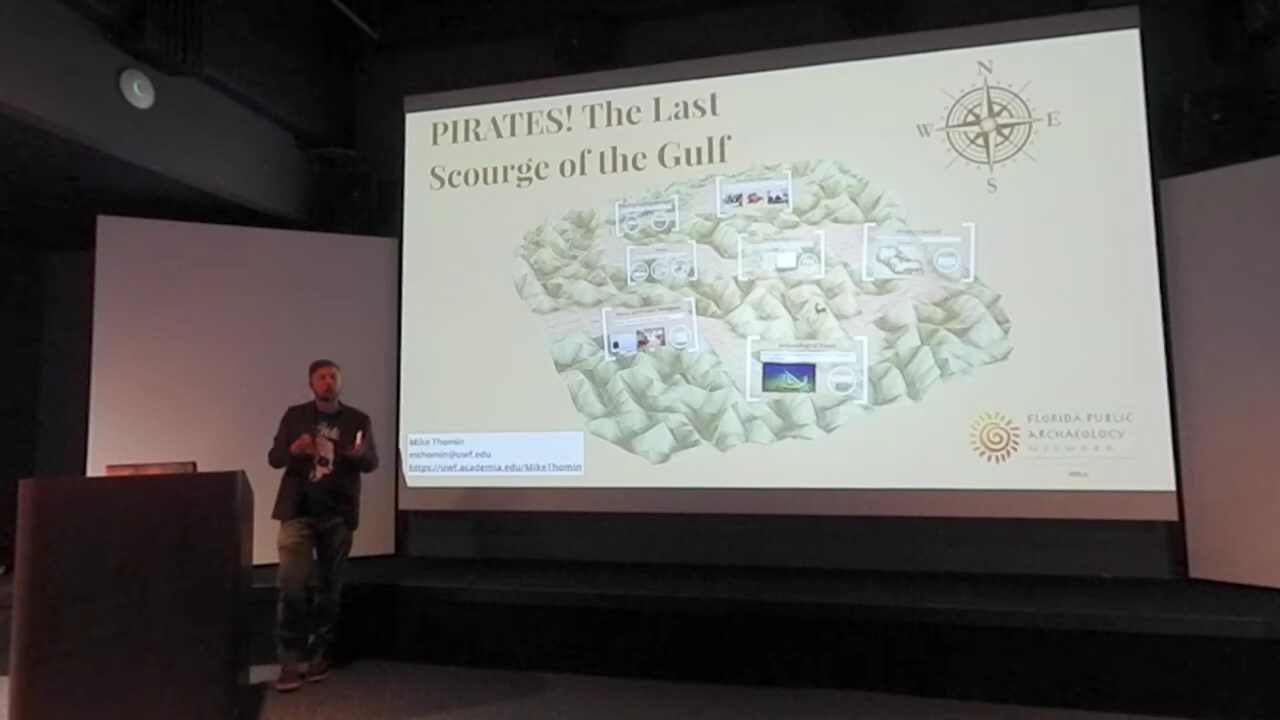 PIRATES! The Last
Scourge of the Gulf
N
W
E
S
Mike Thomin
mthomin@uwf.edu
https://uwf.academia.edu/MikeThomin
FLORIDA PUBLIC
ARCHAEOLOGY
NETWORK